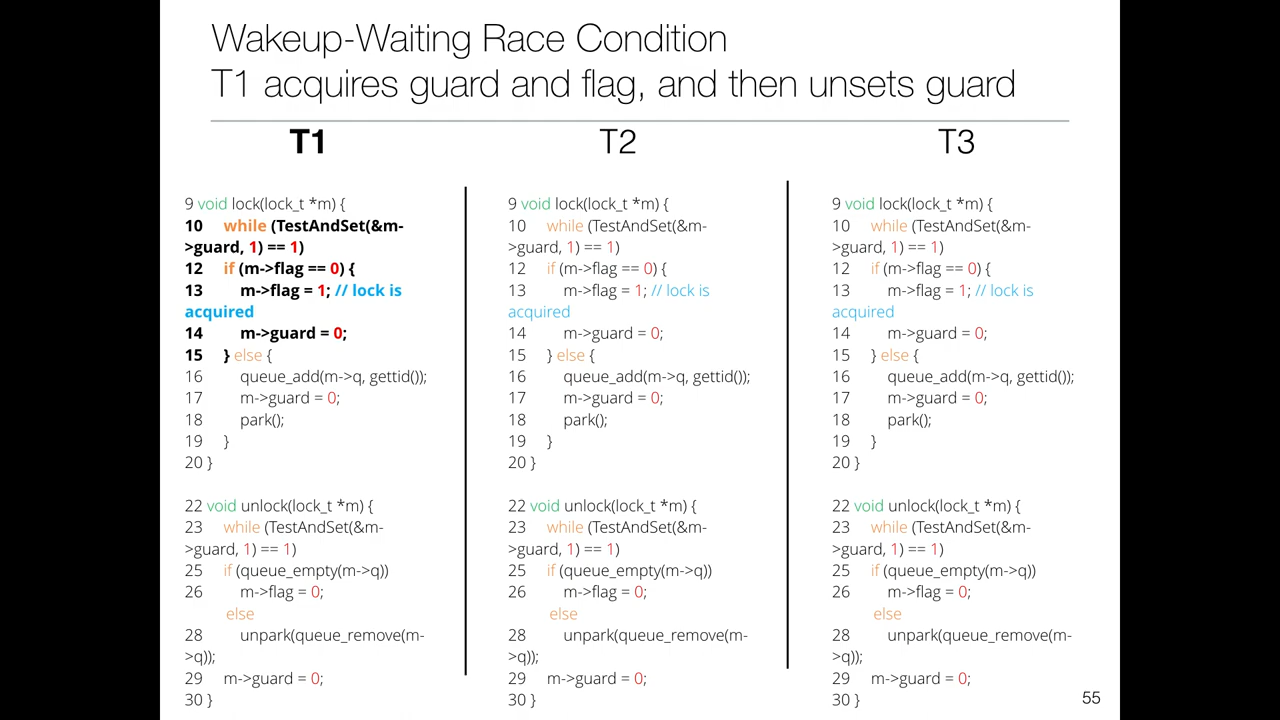 Wakeup-Waiting Race Condition
T1 acquires guard and flag, and then unsets guard
T1
9 void lock(lock_t *m) {
10 while (TestAndSet(&m-
>guard, 1) == 1)
12 if (m->flag == 0) {
13 m->flag = 1; // lock is
acquired
14 m->guard = 0;
15 } else {
16 queue_add(m->q, gettid());
17 m->guard = 0;
18 park();
19 }
20 }
22 void unlock(lock_t *m) {
23 while (TestAndSet(&m-
>guard, 1) == 1)
25 if (queue_empty(m->q))
26 m->flag = 0;
else
28 unpark(queue_remove(m-
>q));
29 m->guard = 0;
30 }
T2
9 void lock(lock_t *m) {
10 while (TestAndSet(&m-
>guard, 1) == 1)
12 if (m->flag == 0) {
13 m->flag = 1; // lock is
acquired
14 m->guard = 0;
15 } else {
16 queue_add(m->q, gettid());
17 m->guard = 0;
18 park();
19 }
20 }
22 void unlock(lock_t *m) {
23 while (TestAndSet(&m-
>guard, 1) == 1)
25 if (queue_empty(m->q))
26 m->flag = 0;
else
28 unpark(queue_remove(m-
>q));
29 m->guard = 0;
30 }
T3
9 void lock(lock_t *m) {
10 while (TestAndSet(&m-
>guard, 1) == 1)
12 if (m->flag == 0) {
13 m->flag = 1; // lock is
acquired
14 m->guard = 0;
15 } else {
16 queue_add(m->q, gettid());
17 m->guard = 0;
18 park();
19 }
20 }
22 void unlock(lock_t *m) {
23 while (TestAndSet(&m-
>guard, 1) == 1)
25 if (queue_empty(m->q))
26 m->flag = 0;
else
28 unpark(queue_remove(m-
>q));
29 m->guard = 0;
30 }
55